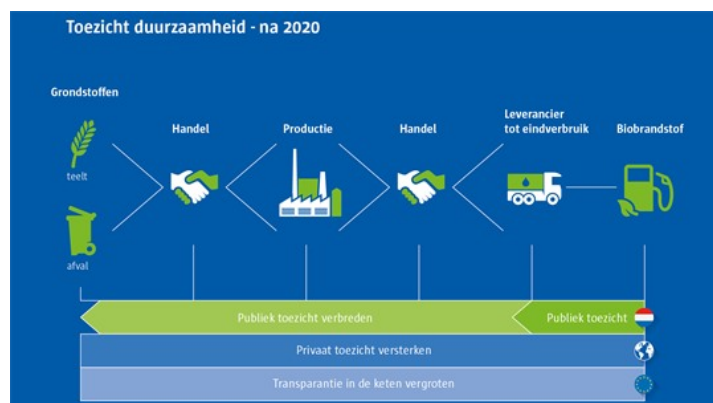 Toezicht duurzaamheid - na 2020
Grondstoffen
teelt
afval
Handel
Productie
Handel
Leverancier
tot eindverbruik
Biobrandstof
Publiek toezicht verbreden
Publiek toezicht
Privaat toezicht versterken
Transparantie in de keten vergroten